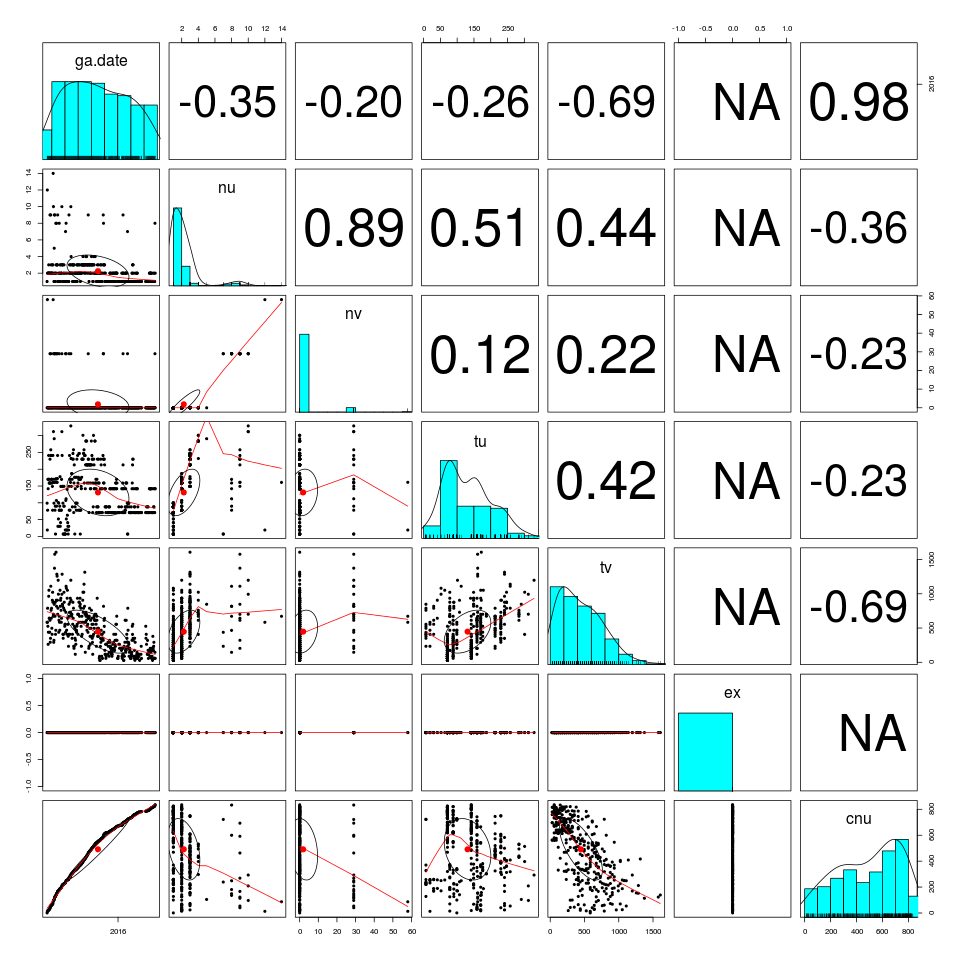 2 4 6 8 10 12 14
0 50 150 250
-1.0 -0.5 0.0 0.5 1.0
ga.date -0.35 -0.20 -0.26 -0.69 NA 0.98
2016
14 12 10 8 6 4 2
nu 0.89 0.51 0.44 NA -0.36
nv 0.12 0.22 NA -0.23
60 50 40 30 20 10 0
250 150 50 0
tu 0.42 NA -0.23
tv NA -0.69
1500 1000 500 0
1.0 0.5 0.0 -0.5 -1.0
ex NA
cnu
800 600 400 200 0
2016
0 10 20 30 40 50 60
0 500 1000 1500
0 200 400 600 800